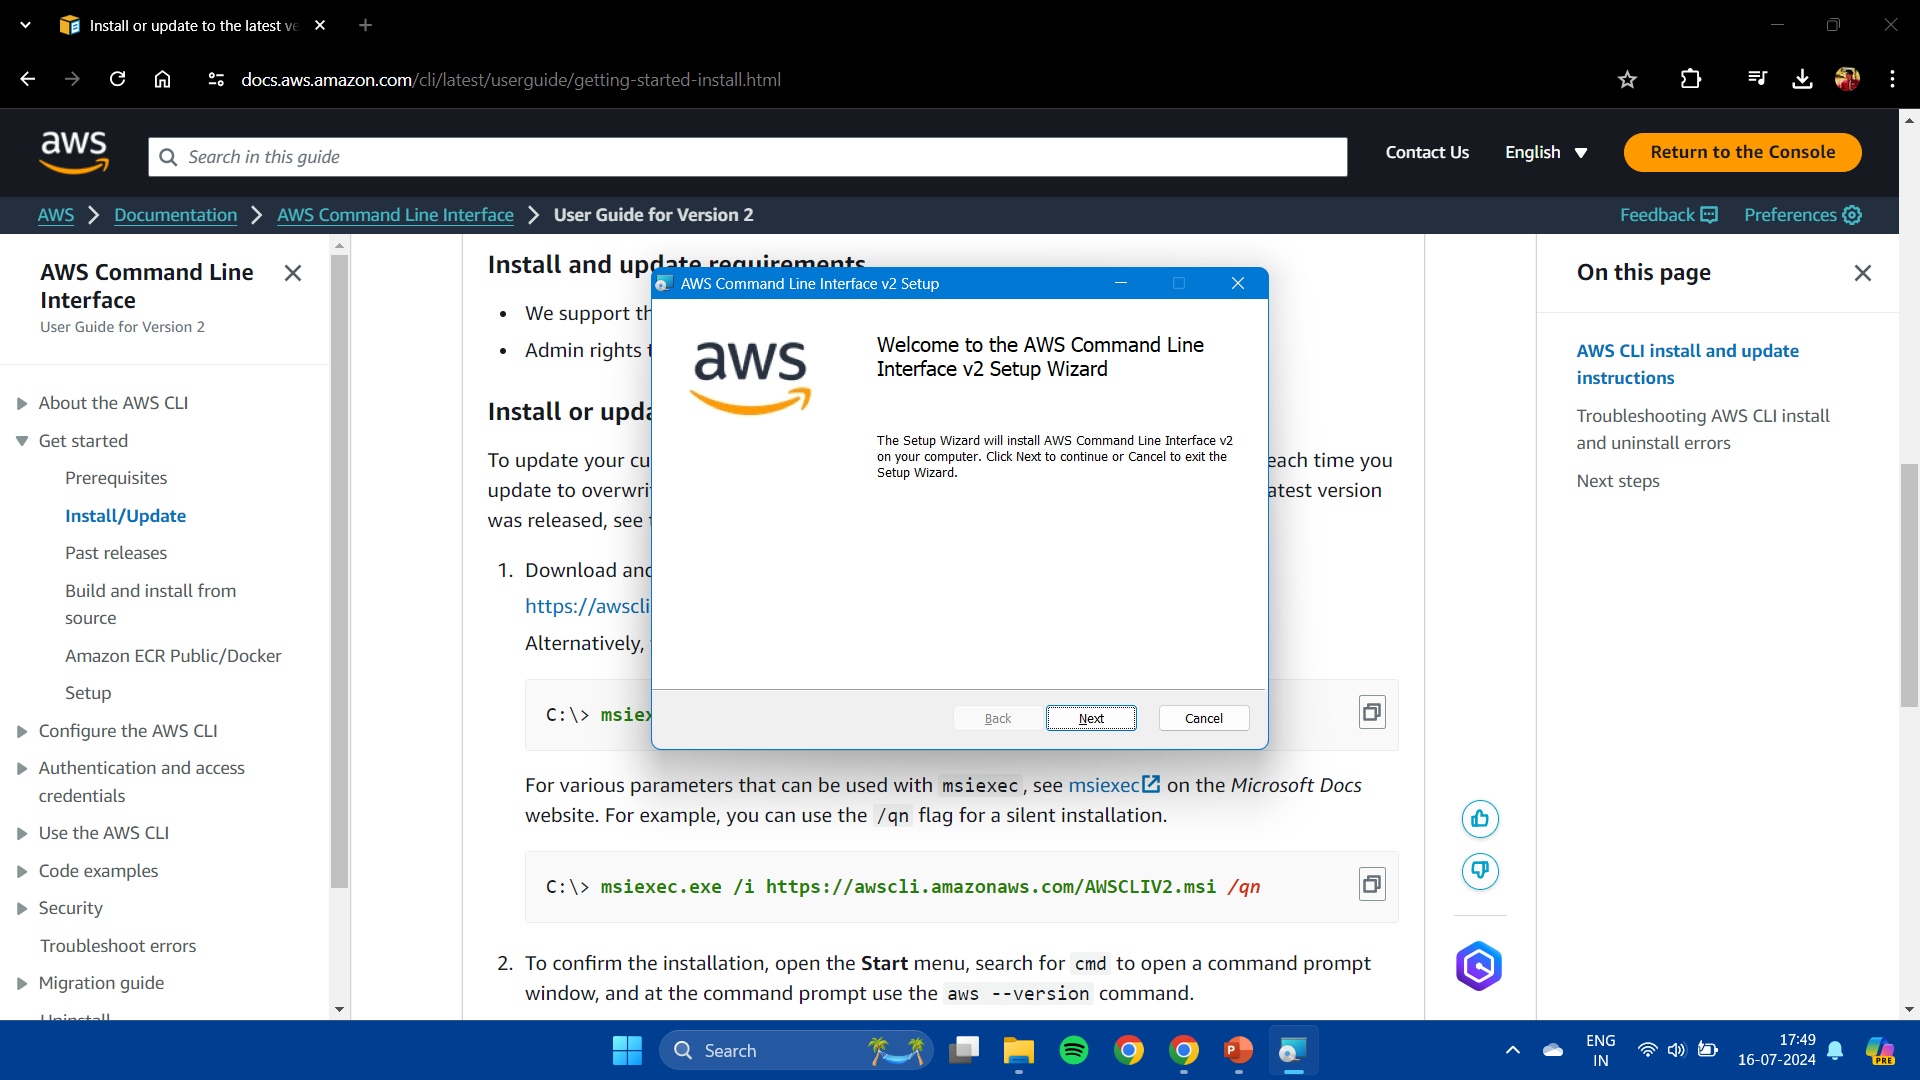 Install or update to the latest ve
docs.aws.amazon.com/cli/latest/userguide/getting-started-install.html
aws
Search in this guide
Contact Us
English
Return to the Console
AWS
Documentation
AWS Command Line Interface
User Guide for Version 2
Feedback
Preferences
AWS Command Line
Interface
User Guide for Version 2
About the AWS CLI
Get started
Prerequisites
Install/Update
Past releases
Build and install from
source
Amazon ECR Public/Docker
Setup
Configure the AWS CLI
Authentication and access
credentials
Use the AWS CLI
Code examples
Security
Troubleshoot errors
Migration guide
Uninstall
Install and update requirements
We support th
Admin rights t
Install or upda
To update your cu each time you
update to overwri atest version
was released, see t
1. Download and
https://awscli
Alternatively,
C:\> msiex
AWS Command Line Interface v2 Setup
aws
Welcome to the AWS Command Line
Interface v2 Setup Wizard
The Setup Wizard will install AWS Command Line Interface v2
on your computer. Click Next to continue or Cancel to exit the
Setup Wizard.
Back
Next
Cancel
For various parameters that can be used with msiexec, see msiexec on the Microsoft Docs
website. For example, you can use the /qn flag for a silent installation.
C:\> msiexec.exe /i https://awscli.amazonaws.com/AWSCLIV2.msi /qn
2. To confirm the installation, open the Start menu, search for cmd to open a command prompt
window, and at the command prompt use the aws --version command.
On this page
AWS CLI install and update
instructions
Troubleshooting AWS CLI install
and uninstall errors
Next steps
Search
P
ENG
IN
17:49
16-07-2024
PRE